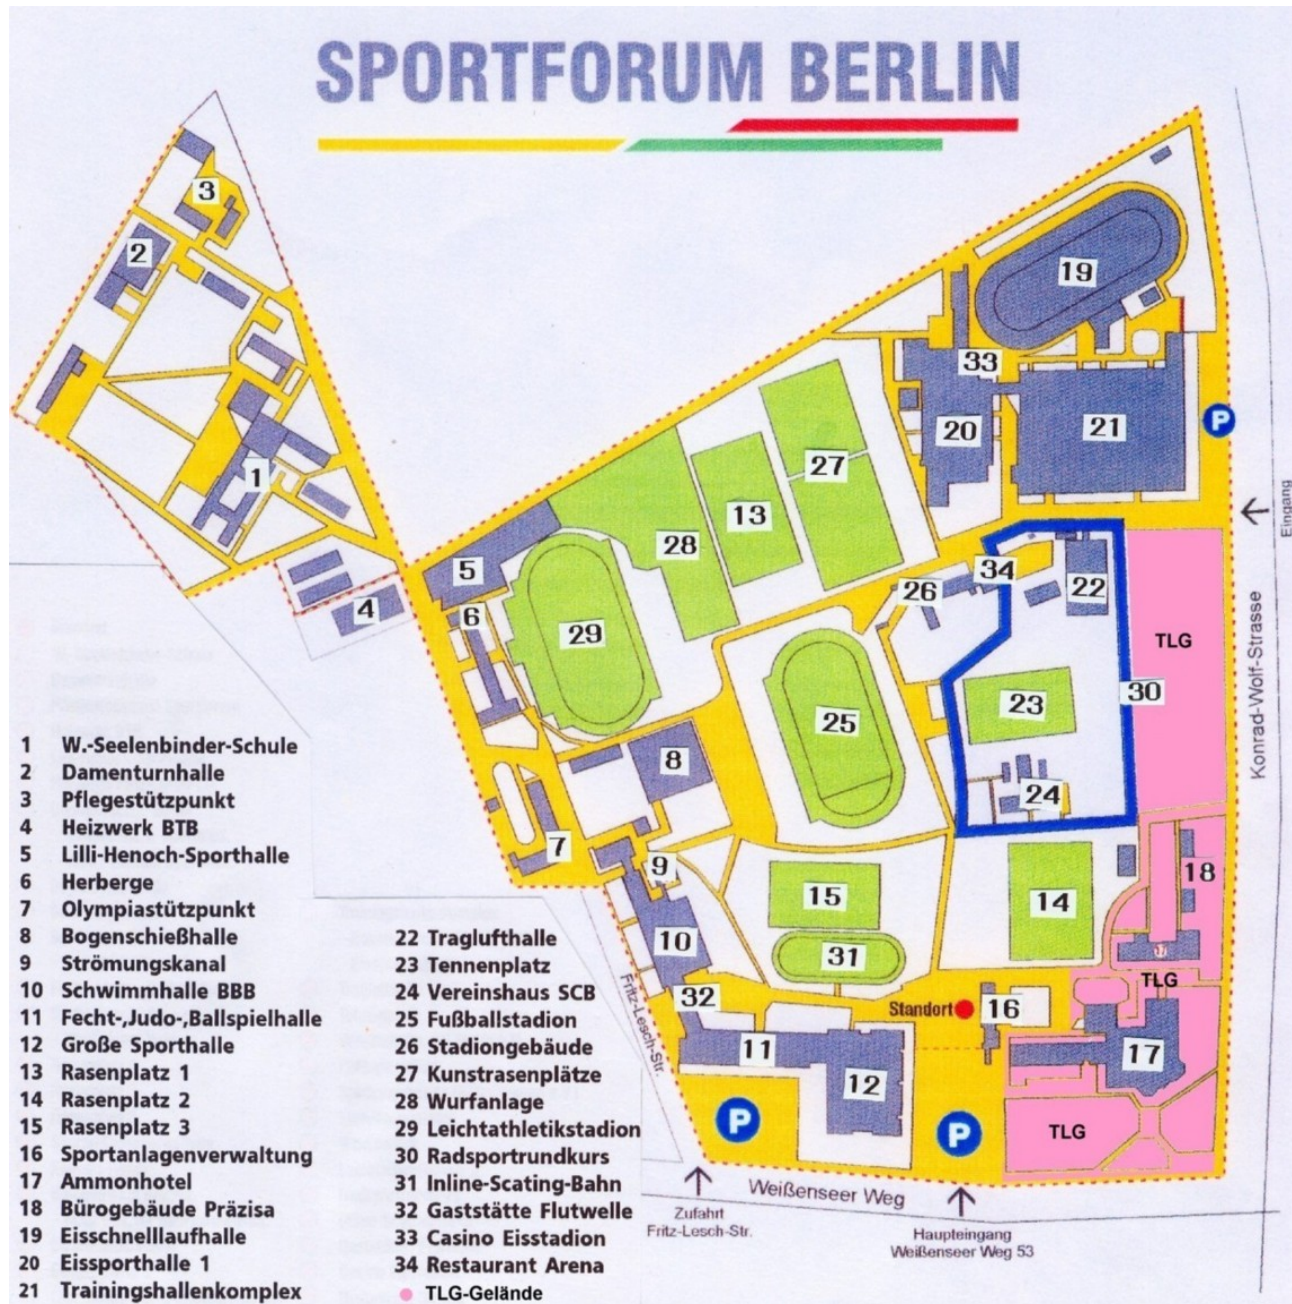 SPORTFORUM BERLIN
3
2
19
33
20
21
P
1
27
13
28
Eingang
5
4
6
29
26
34
22
TLG
30
23
25
Konrad-Wolf-Strasse
8
24
7
9
15
14
18
10
31
TLG
32
Standort
16
11
12
17
Fritz-Lesch-Str.
P
P
TLG
Weißenseer Weg
Zufahrt
Fritz-Lesch-Str.
Haupteingang
Weißenseer Weg 53
1 W.-Seelenbinder-Schule
2 Damenturnhalle
3 Pflegestützpunkt
4 Heizwerk BTB
5 Lilli-Henoch-Sporthalle
6 Herberge
7 Olympiastützpunkt
8 Bogenschießhalle
9 Strömungskanal
10 Schwimmhalle BBB
11 Fecht-,Judo-,Ballspielhalle
12 Große Sporthalle
13 Rasenplatz 1
14 Rasenplatz 2
15 Rasenplatz 3
16 Sportanlagenverwaltung
17 Ammonhotel
18 Bürogebäude Präzisa
19 Eisschnelllaufhalle
20 Eissporthalle 1
21 Trainingshallenkomplex
22 Traglufthalle
23 Tennenplatz
24 Vereinshaus SCB
25 Fußballstadion
26 Stadiongebäude
27 Kunstrasenplätze
28 Wurfanlage
29 Leichtathletikstadion
30 Radsportrundkurs
31 Inline-Scating-Bahn
32 Gaststätte Flutwelle
33 Casino Eisstadion
34 Restaurant Arena
TLG-Gelände